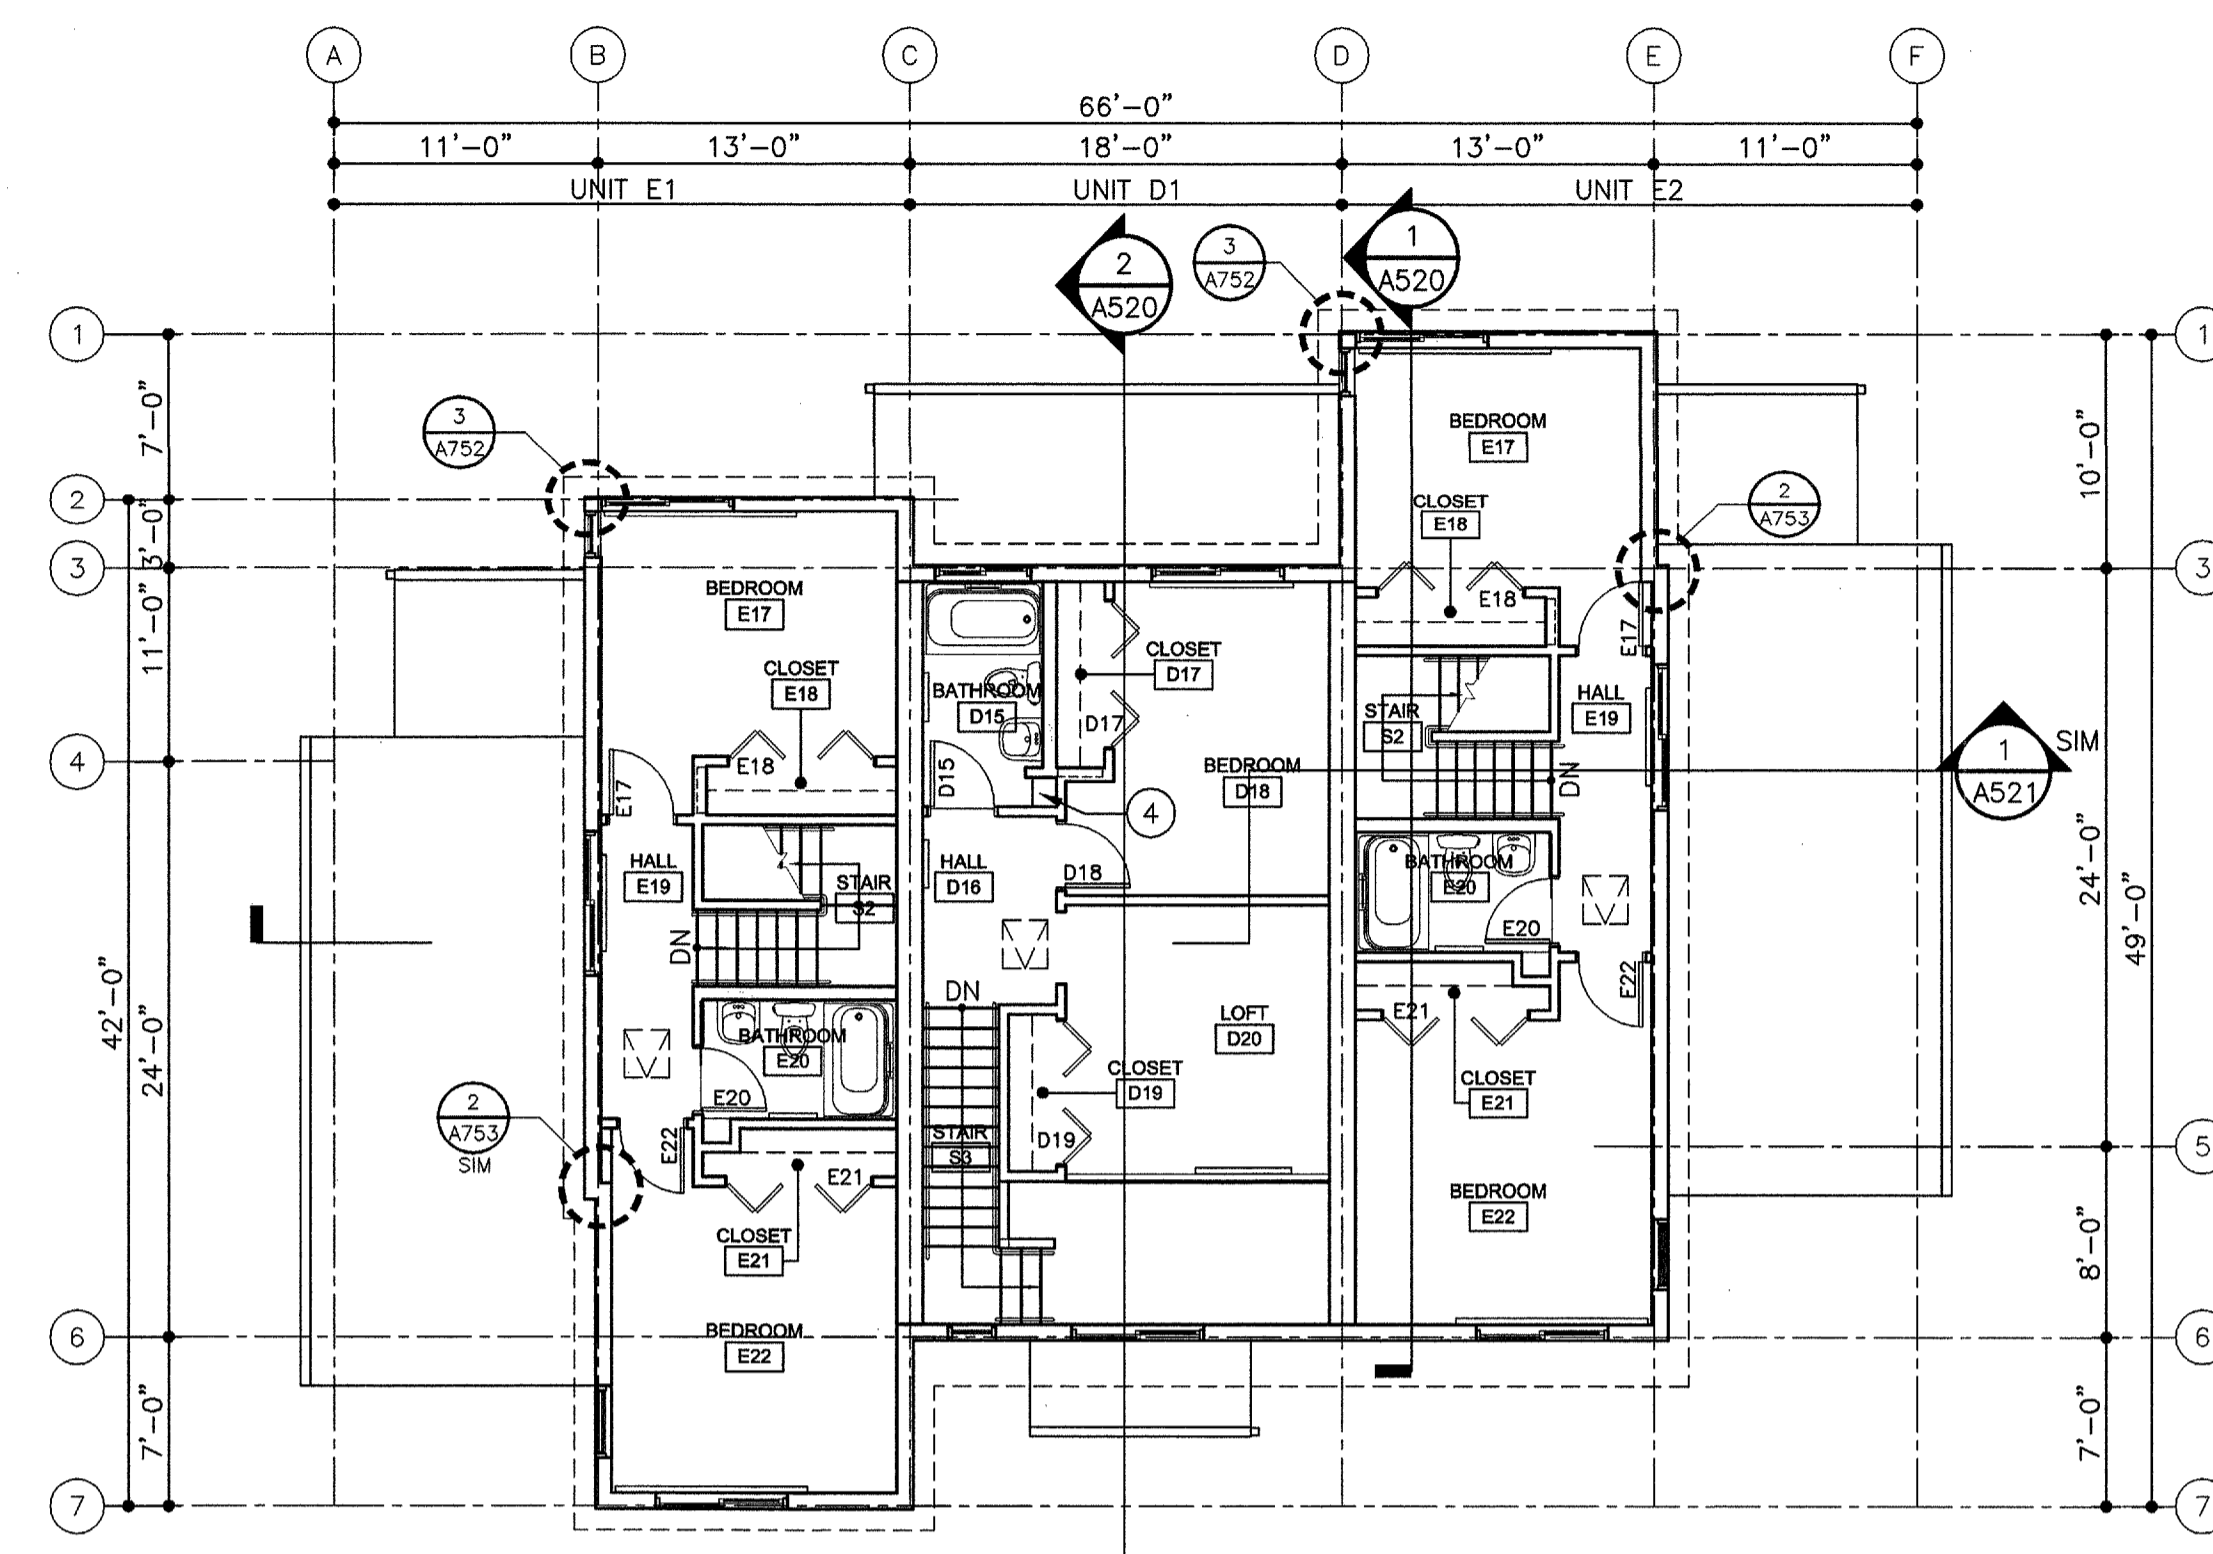 A B C D E F
66'-0"
11'-0" 13'-0" 18'-0" 13'-0" 11'-0"
UNIT E1 UNIT D1 UNIT E2
3
A752
1
A520
2
A520
1 1
7'-0"
10'-0"
3
A752
BEDROOM
E17
2
A753
CLOSET
E18
2
3'-0"
3 3
BEDROOM
E17
E18
E17
11'-0"
CLOSET
D17
CLOSET
E18
BATHROOM
D15
D17
STAIR
S2
HALL
E19
4
E18
E17
D15
BEDROOM
D18
DN
1
A521
SIM
4
HALL
E19
STAIR
S2
HALL
D16
D18
BATHROOM
E20
E20
24'-0"
49'-0"
DN
DN
E22
42'-0"
24'-0"
BATHROOM
E20
E20
LOFT
D20
E21
CLOSET
E21
2
A753
SIM
E22
CLOSET
D19
D19
STAIR
S3
5
E21
BEDROOM
E22
CLOSET
E21
8'-0"
6 6
BEDROOM
E22
7'-0"
7'-0"
7 7